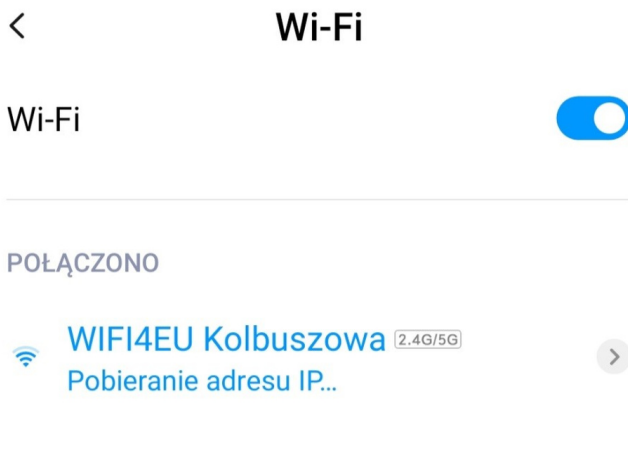 Wi-Fi
Wi-Fi
POŁĄCZONO
WIFI4EU Kolbuszowa 2.4G/5G
Pobieranie adresu IP...